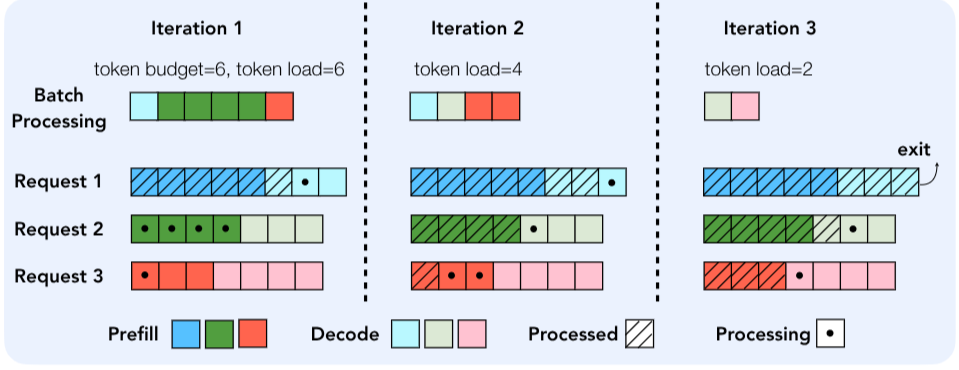 Iteration 1
Iteration 2
Iteration 3
token budget=6, token load=6
token load=4
token load=2
Batch
Processing
exit
Request 1
Request 2
Request 3
Prefill
Decode
Processed
Processing